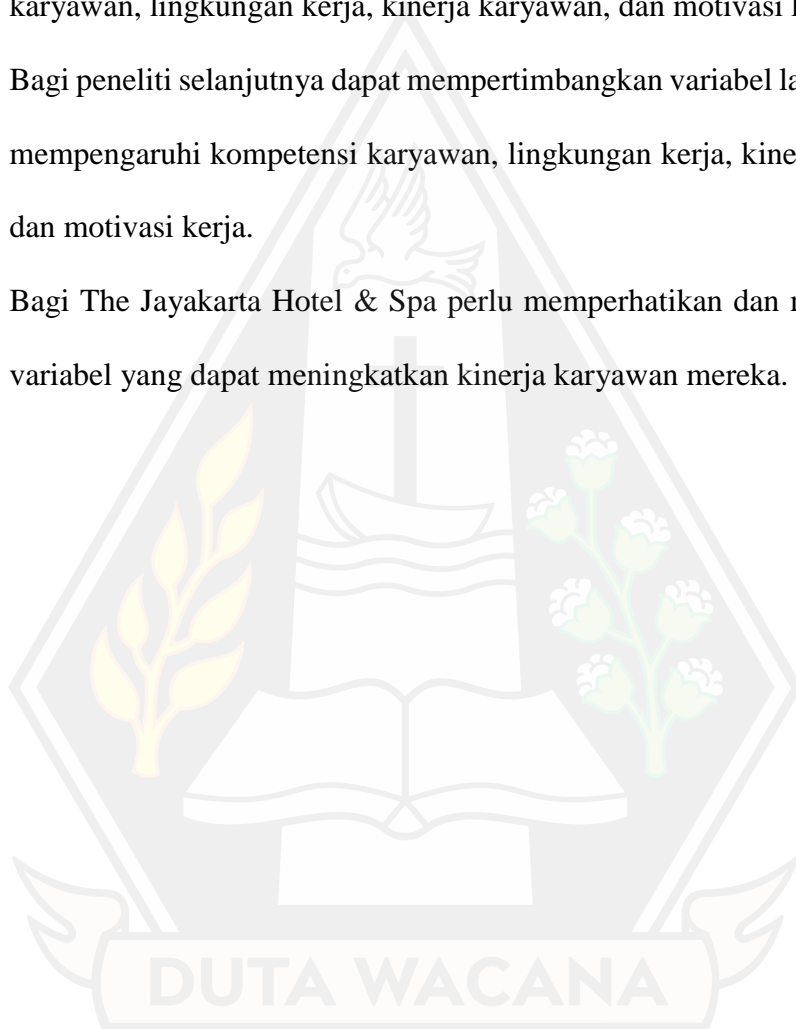 karyawan, lingkungan kerja, kinerja karyawan, dan motivasi
Bagi peneliti selanjutnya dapat mempertimbangkan variabel
mempengaruhi kompetensi karyawan, lingkungan kerja,
dan motivasi kerja.
Bagi The Jayakarta Hotel & Spa perlu memperhatikan dan
variabel yang dapat meningkatkan kinerja karyawan mereka.
DUTA WACANA